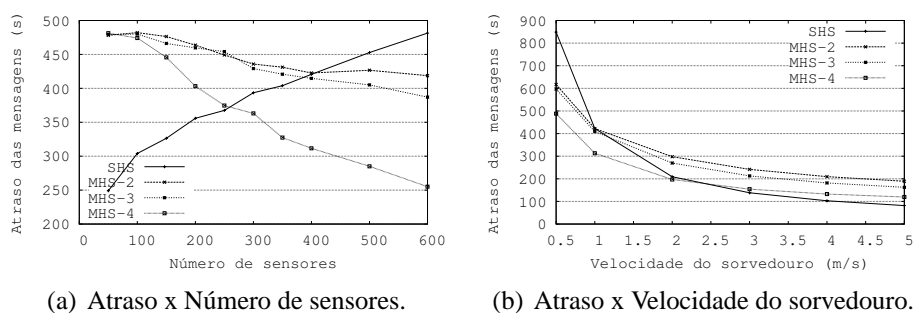 Atraso das mensagens (s)
500
450
400
350
300
250
200
SHS
MHS-2
MHS-3
MHS-4
0 100 200 300 400 500 600
Número de sensores
(a) Atraso x Número de sensores.
Atraso das mensagens (s)
900
800
700
600
500
400
300
200
100
0
SHS
MHS-2
MHS-3
MHS-4
0.5 1 1.5 2 2.5 3 3.5 4 4.5 5
Velocidade do sorvedouro (m/s)
(b) Atraso x Velocidade do sorvedouro.